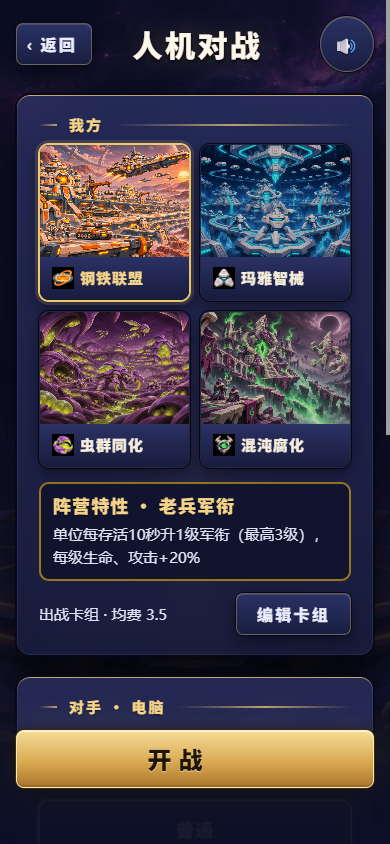 ‹ 返回
人机对战
我方
钢铁联盟
玛雅智械
虫群同化
混沌腐化
阵营特性 · 老兵军衔
单位每存活10秒升1级军衔（最高3级），
每级生命、攻击+20%
出战卡组 · 均费 3.5
编辑卡组
对手 · 电脑
开战
普通